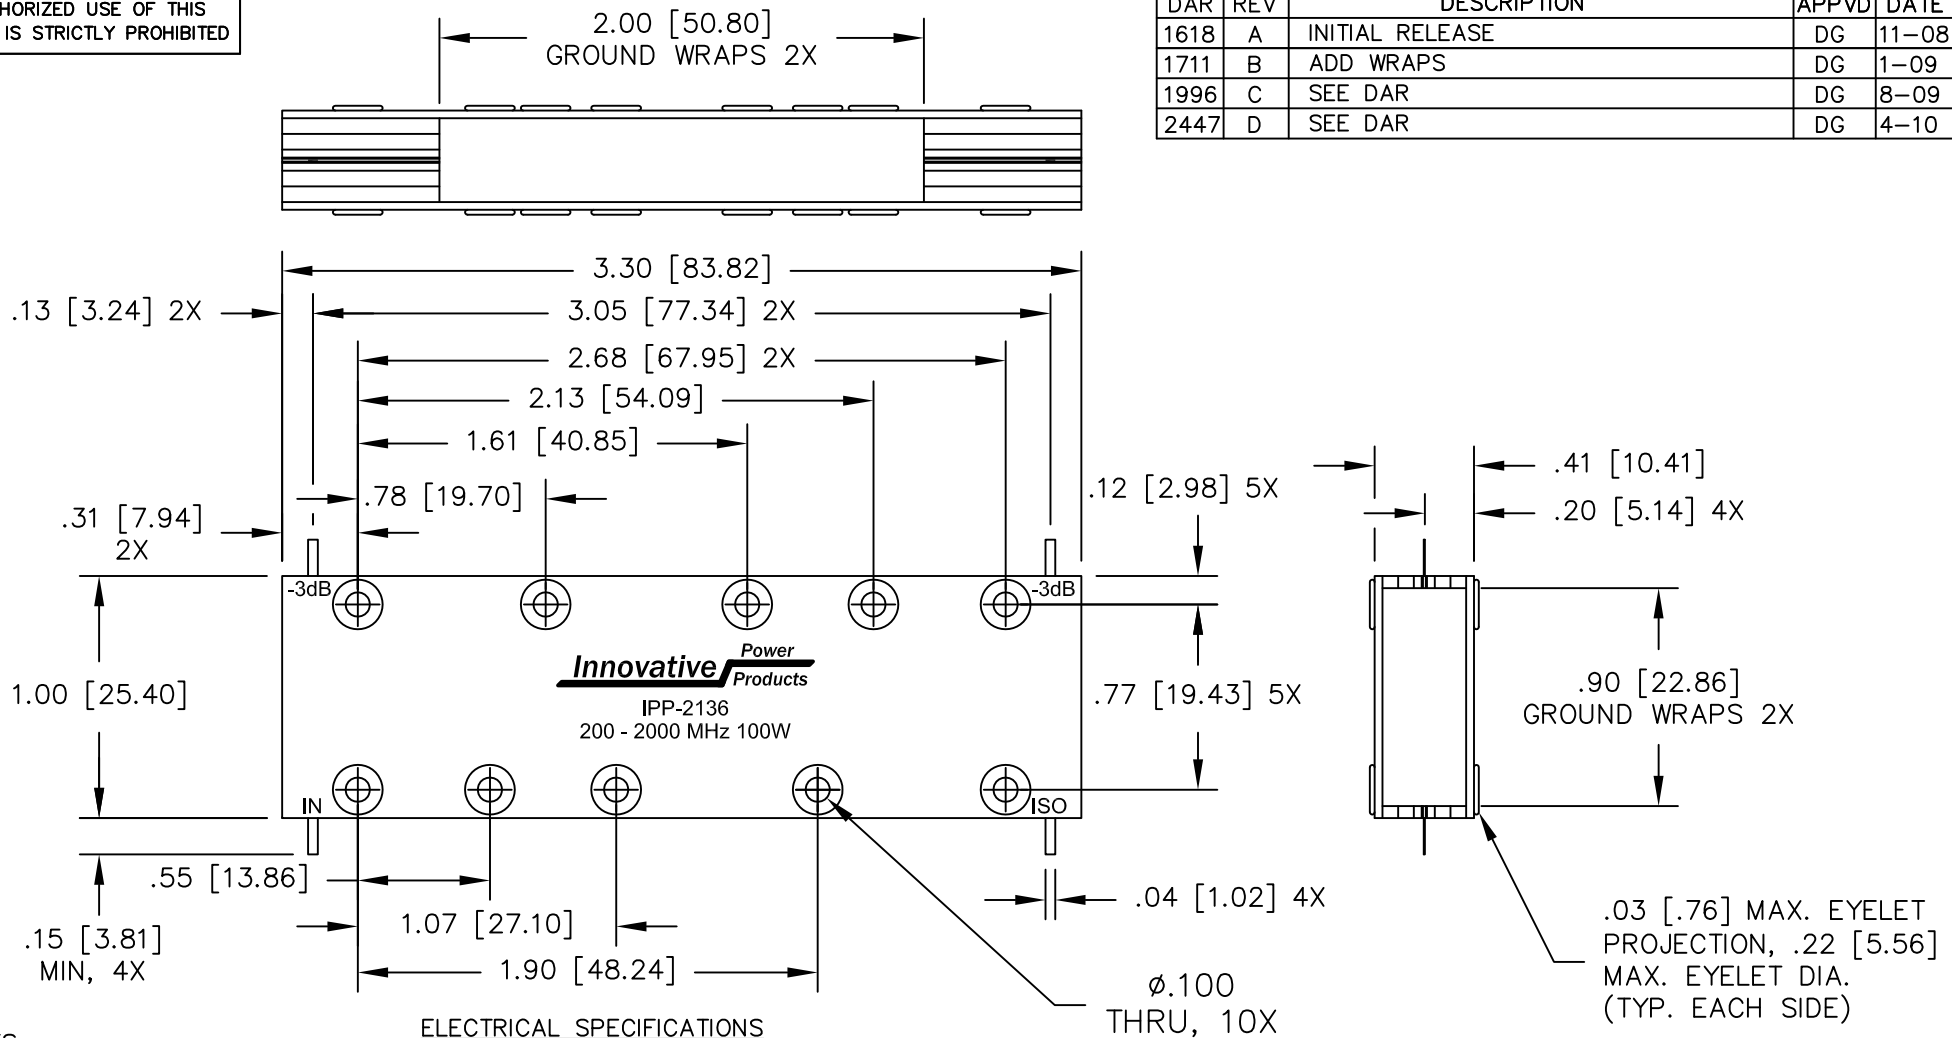 HORIZED USE OF THIS
IS STRICTLY PROHIBITED
DAR REV DESCRIPTION APPVD DATE
1618 A INITIAL RELEASE DG 11-08
1711 B ADD WRAPS DG 1-09
1996 C SEE DAR DG 8-09
2447 D SEE DAR DG 4-10
2.00 [50.80]
GROUND WRAPS 2X
3.30 [83.82]
.13 [3.24] 2X
3.05 [77.34] 2X
2.68 [67.95] 2X
2.13 [54.09]
1.61 [40.85]
.78 [19.70]
.31 [7.94]
2X
.12 [2.98] 5X
.41 [10.41]
.20 [5.14] 4X
-3dB
-3dB
Innovative Power Products
IPP-2136
200 - 2000 MHz 100W
1.00 [25.40]
.77 [19.43] 5X
.90 [22.86]
GROUND WRAPS 2X
IN
ISO
.55 [13.86]
1.07 [27.10]
1.90 [48.24]
.15 [3.81]
MIN, 4X
.04 [1.02] 4X
ø.100
THRU, 10X
.03 [.76] MAX. EYELET
PROJECTION, .22 [5.56]
MAX. EYELET DIA.
(TYP. EACH SIDE)
ELECTRICAL SPECIFICATIONS